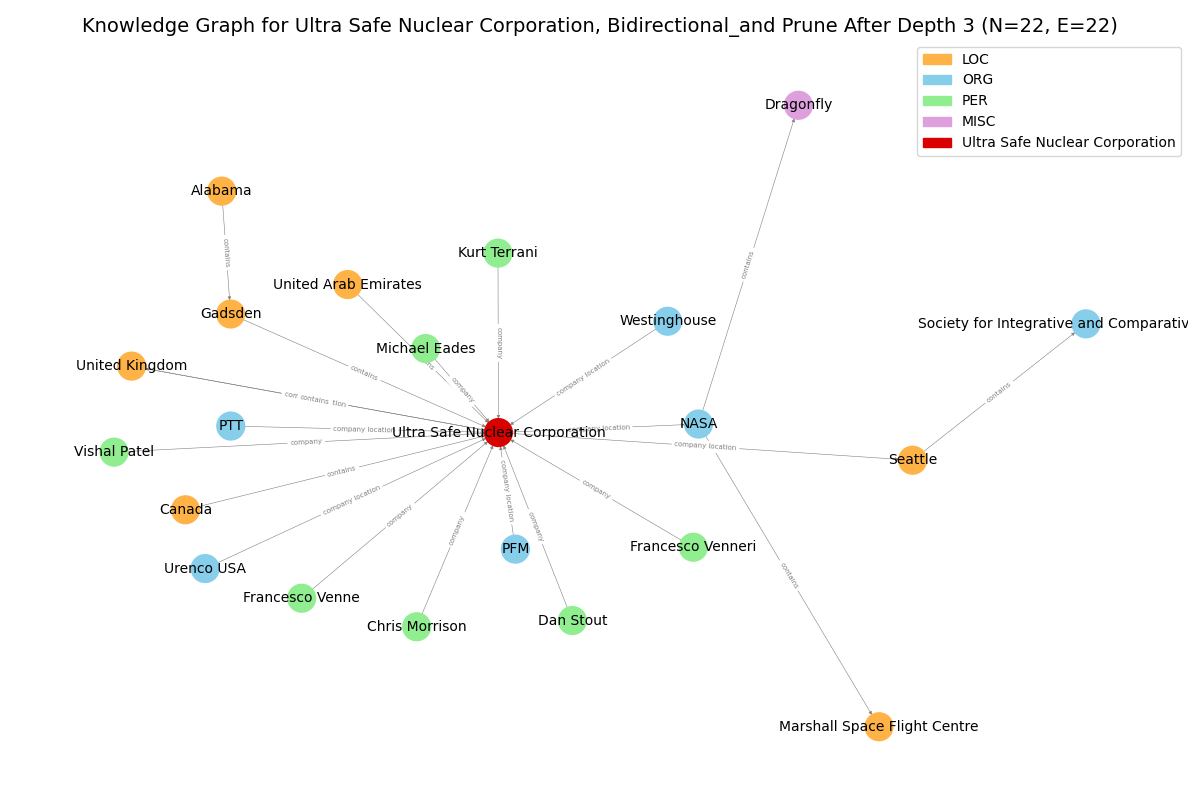 Knowledge Graph for Ultra Safe Nuclear Corporation, Bidirectional_and Prune After Depth 3 (N=22, E=22)
LOC
ORG
PER
MISC
Ultra Safe Nuclear Corporation
Dragonfly
Alabama
contains
Kurt Terrani
contains
United Arab Emirates
Gadsden
Westinghouse
Society for Integrative and Comparativ
company
Michael Eades
United Kingdom
contains
company location
company
contains
contains
PTT
company location
Ultra Safe Nuclear Corporation
company location
NASA
Vishal Patel
company
company location
Seattle
contains
Canada
company location
company location
company
company
company
company
PFM
Francesco Venneri
Urenco USA
contains
Francesco Venne
Chris Morrison
Dan Stout
Marshall Space Flight Centre